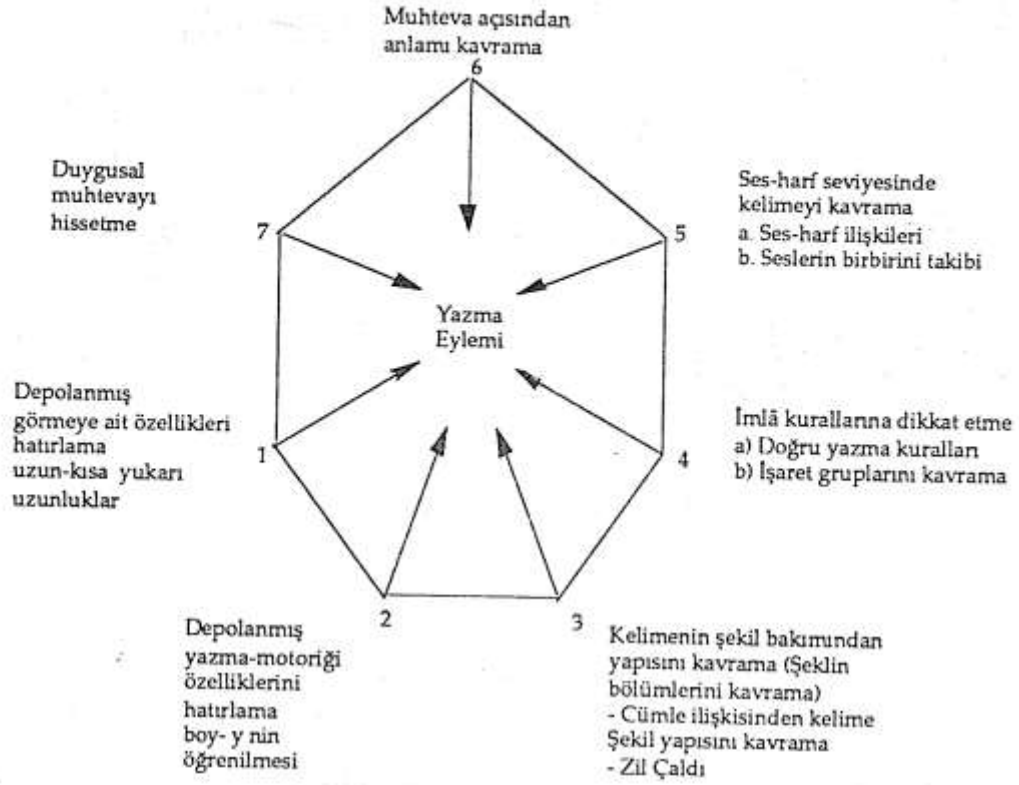 Muhteva açısından
anlamı kavrama
6
Duygusal
muhtevayı
hissetme
7
Ses-harf seviyesinde
kelimeyi kavrama
a. Ses-harf ilişkileri
b. Seslerin birbirini takibi
5
Yazma
Eylemi
Depolanmış
görmeye ait özellikleri
hatırlama
uzun-kısa yukarı
uzunluklar
1
İmlâ kurallarına dikkat etme
a) Doğru yazma kuralları
b) İşaret gruplarını kavrama
4
2
Depolanmış
yazma-motoriği
özelliklerini
hatırlama
boy- y nin
öğrenilmesi
3
Kelimenin şekil bakımından
yapısını kavrama (Şeklin
bölümlerini kavrama)
- Cümle ilişkisinden kelime
Şekil yapısını kavrama
- Zil Çaldı